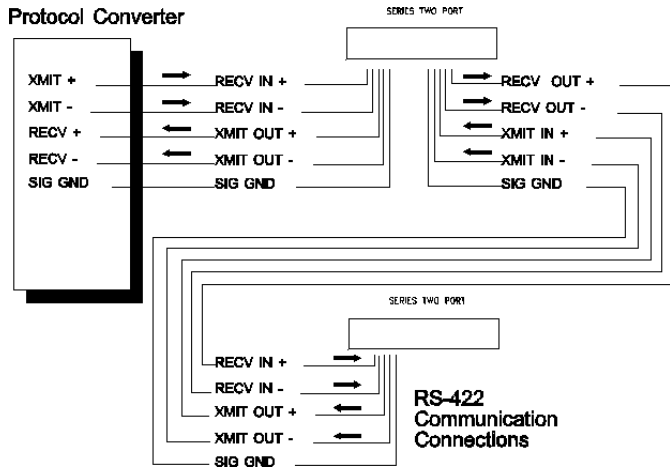 Protocol Converter
SERIES TWO PORT
XMIT +
RECV IN +
RECV OUT +
XMIT -
RECV IN -
RECV OUT -
RECV +
XMIT OUT +
XMIT IN +
RECV -
XMIT OUT -
XMIT IN -
SIG GND
SIG GND
SIG GND
SERIES TWO PORT
RECV IN +
RECV IN -
XMIT OUT +
XMIT OUT -
SIG GND
RS-422
Communication
Connections